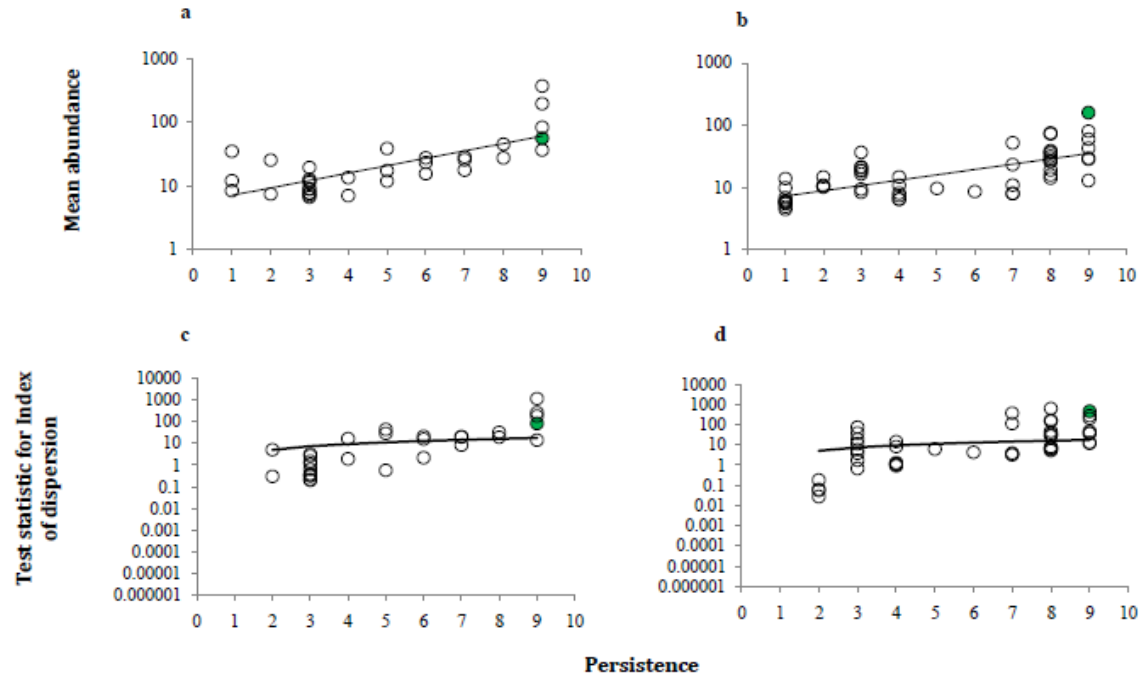 a
b
Mean abundance
1000
100
10
1
0 1 2 3 4 5 6 7 8 9 10
1000
100
10
1
0 1 2 3 4 5 6 7 8 9 10
c
d
Test statistic for Index
of dispersion
10000
1000
100
10
1
0.1
0.01
0.001
0.0001
0.00001
0.000001
0 1 2 3 4 5 6 7 8 9 10
10000
1000
100
10
1
0.1
0.01
0.001
0.0001
0.00001
0.000001
0 1 2 3 4 5 6 7 8 9 10
Persistence